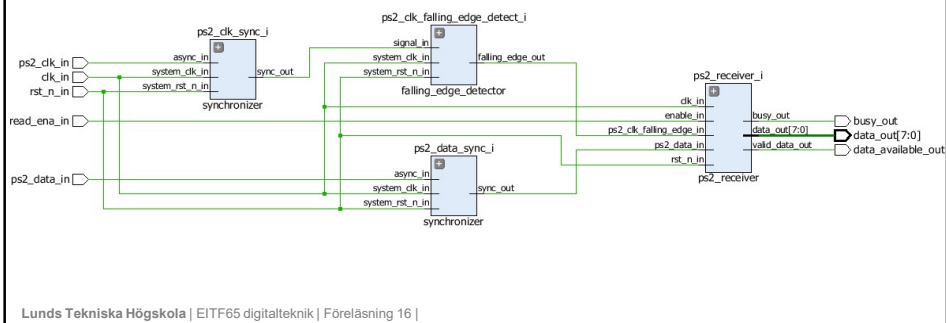 ps2_clk_falling_edge_detect_i
ps2_clk_sync_i
signal_in
async_in
system_clk_in
falling_edge_out
ps2_clk_in
system_clk_in
sync_out
system_rst_n_in
clk_in
system_rst_n_in
falling_edge_detector
ps2_receiver_i
rst_n_in
synchronizer
clk_in
enable_in
busy_out
busy_out
read_ena_in
ps2_clk_falling_edge_in
data_out[7:0]
data_out[7:0]
ps2_data_sync_i
ps2_data_in
valid_data_out
data_available_out
async_in
rst_n_in
ps2_data_in
system_clk_in
sync_out
ps2_receiver
system_rst_n_in
synchronizer
Lunds Tekniska Högskola | EITF65 digitalteknik | Föreläsning 16 |